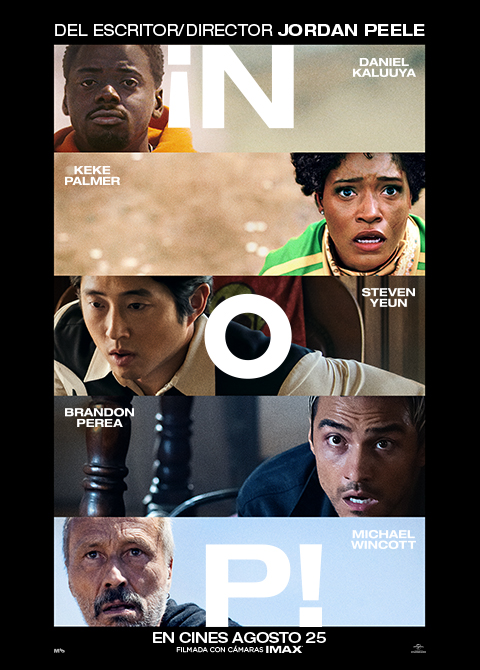 DEL ESCRITOR/DIRECTOR JORDAN PEELE
¡N
DANIEL
KALUUYA
KEKE
PALMER
STEVEN
YEUN
O
BRANDON
PEREA
MICHAEL
WINCOTT
P!
EN CINES AGOSTO 25
FILMADA CON CÁMARAS IMAX